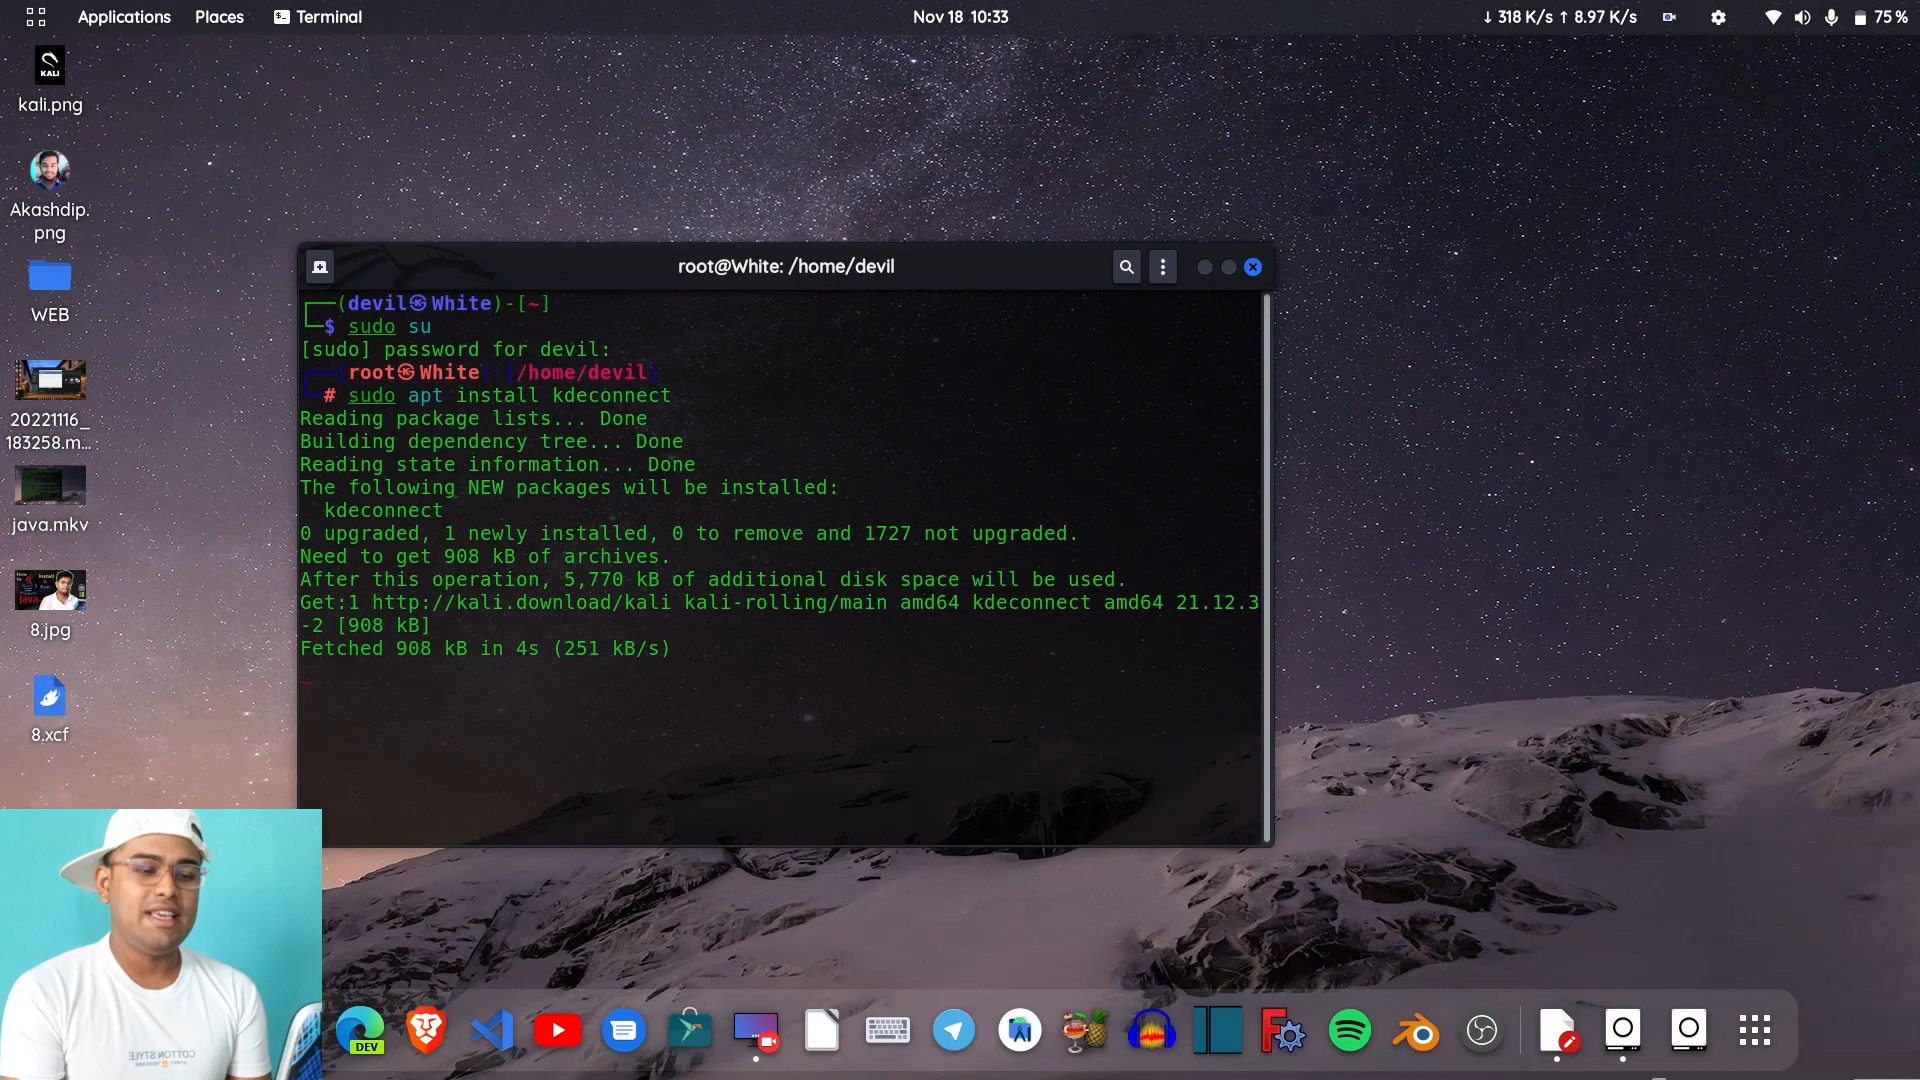 Applications Places Terminal
Nov 18 10:33
↓ 318 K/s ↑ 8.97 K/s
75 %
KALI
kali.png
Akashdip.
png
WEB
20221116_
183258.m...
java.mkv
Java
8.jpg
8.xcf
root@White: /home/devil
┌──(devil㉿White)-[~]
└─$ sudo su
[sudo] password for devil:
┌──(root㉿White)-[/home/devil]
└─# sudo apt install kdeconnect
Reading package lists... Done
Building dependency tree... Done
Reading state information... Done
The following NEW packages will be installed:
kdeconnect
0 upgraded, 1 newly installed, 0 to remove and 1727 not upgraded.
Need to get 908 kB of archives.
After this operation, 5,770 kB of additional disk space will be used.
Get:1 http://kali.download/kali kali-rolling/main amd64 kdeconnect amd64 21.12.3
-2 [908 kB]
Fetched 908 kB in 4s (251 kB/s)
COTTON STYLE
DEV